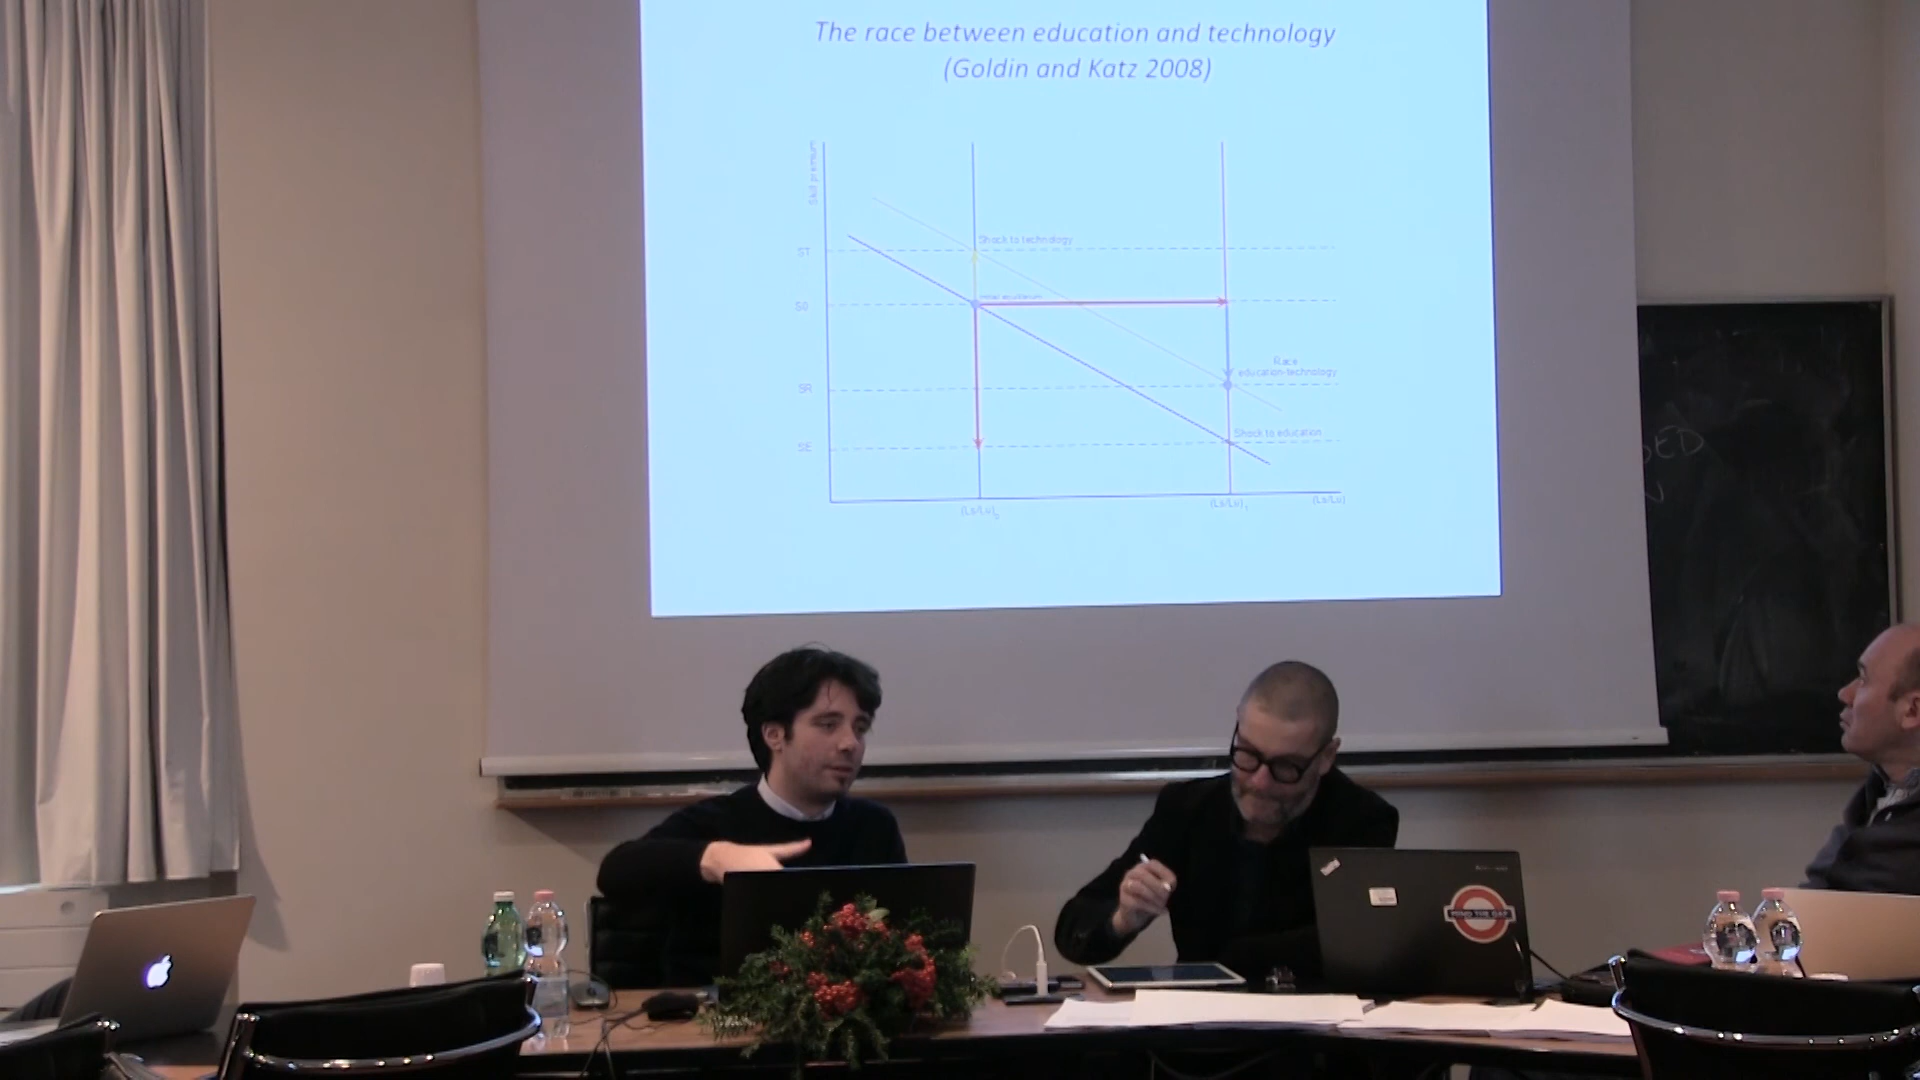 The race between education and technology
(Goldin and Katz 2008)
Skill premium
Shock to technology
ST
Initial equilibrium
S0
Race
education-technology
SR
Shock to education
SE
(Ls/Lu)0
(Ls/Lu)1
(Ls/Lu)
MIND THE GAP